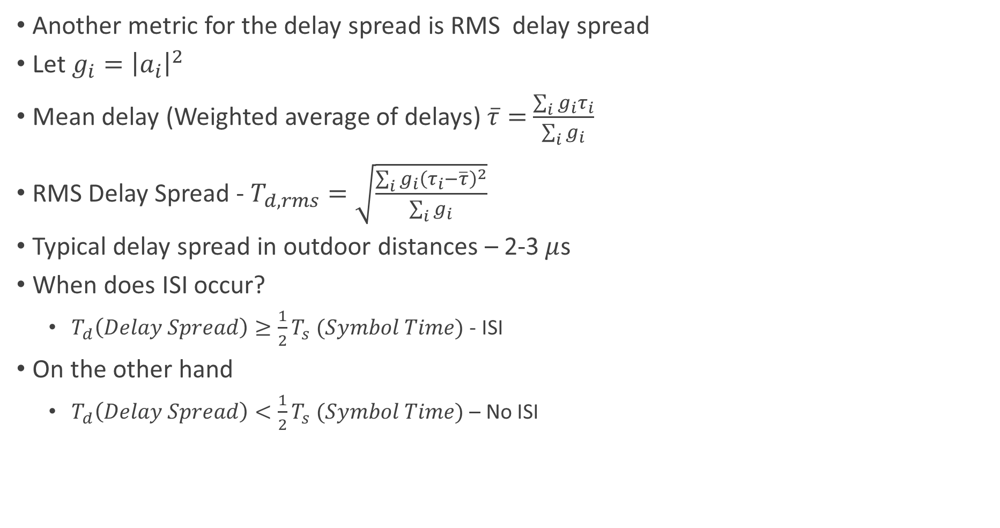 • Another metric for the delay spread is RMS  delay spread
• Let $g_i = |a_i|^2$
• Mean delay (Weighted average of delays) $\bar{\tau} = \frac{\sum_i g_i \tau_i}{\sum_i g_i}$
• RMS Delay Spread - $T_{d,rms} = \sqrt{\frac{\sum_i g_i (\tau_i - \bar{\tau})^2}{\sum_i g_i}}$
• Typical delay spread in outdoor distances – 2-3 $\mu$s
• When does ISI occur?
• $T_d (Delay\ Spread) \geq \frac{1}{2} T_s\ (Symbol\ Time)$ - ISI
• On the other hand
• $T_d (Delay\ Spread) < \frac{1}{2} T_s\ (Symbol\ Time)$ – No ISI